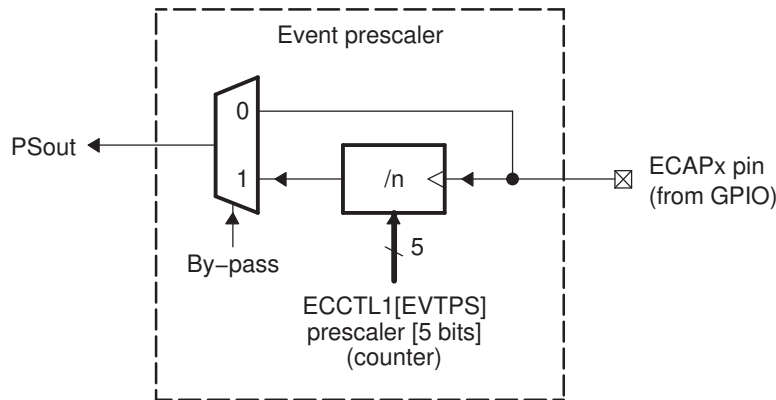 Event prescaler
0
PSout
1
/n
ECAPx pin
(from GPIO)
5
By−pass
ECCTL1[EVTPS]
prescaler [5 bits]
(counter)